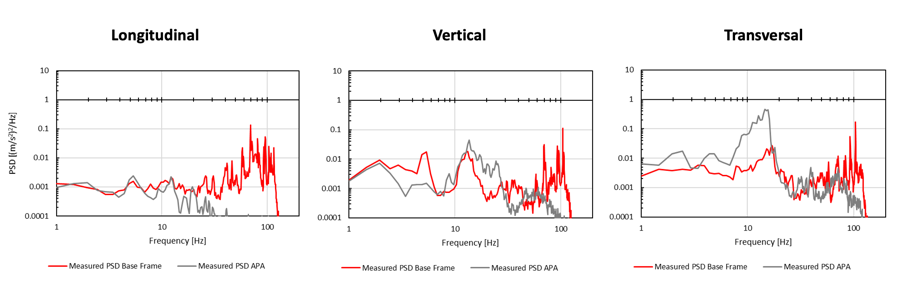 Longitudinal
Vertical
Transversal
10
1
0.1
0.01
0.001
0.0001
PSD [(m/s²)²/Hz]
1
10
100
Frequency [Hz]
Measured PSD Base Frame
Measured PSD APA
10
1
0.1
0.01
0.001
0.0001
1
10
100
Frequency [Hz]
Measured PSD Base Frame
Measured PSD APA
10
1
0.1
0.01
0.001
0.0001
1
10
100
Frequency [Hz]
Measured PSD Base Frame
Measured PSD APA